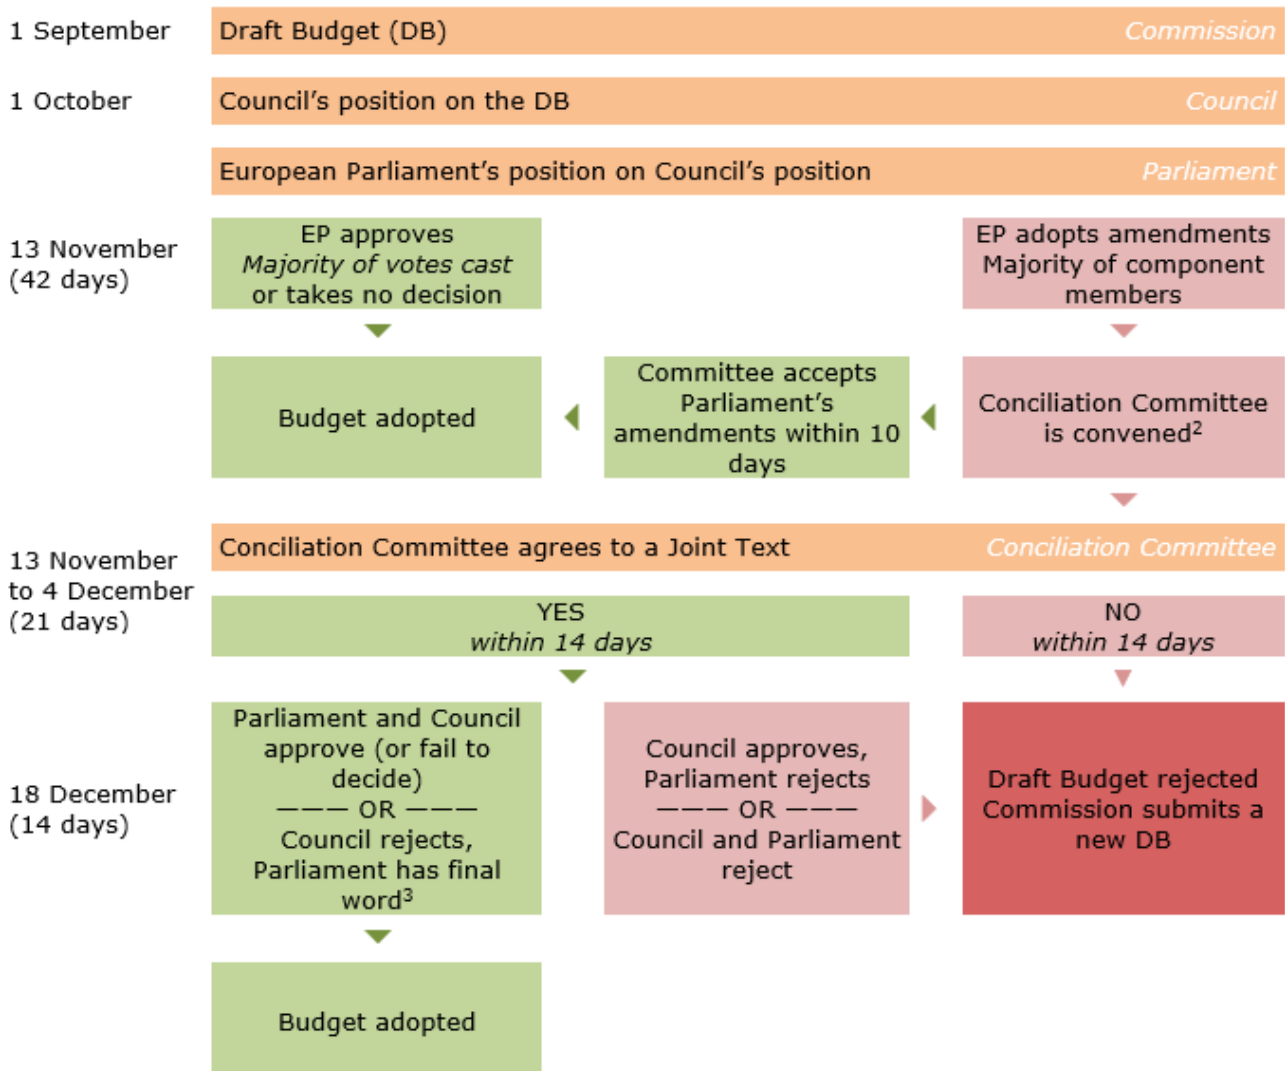 1 September
Draft Budget (DB)
Commission
1 October
Council's position on the DB
Council
European Parliament's position on Council's position
Parliament
13 November
(42 days)
EP approves
Majority of votes cast
or takes no decision
EP adopts amendments
Majority of component
members
Budget adopted
Committee accepts
Parliament's
amendments within 10
days
Conciliation Committee
is convened2
13 November
to 4 December
(21 days)
Conciliation Committee agrees to a Joint Text
Conciliation Committee
YES
within 14 days
NO
within 14 days
18 December
(14 days)
Parliament and Council
approve (or fail to
decide)
——— OR ———
Council rejects,
Parliament has final
word3
Council approves,
Parliament rejects
——— OR ———
Council and Parliament
reject
Draft Budget rejected
Commission submits a
new DB
Budget adopted